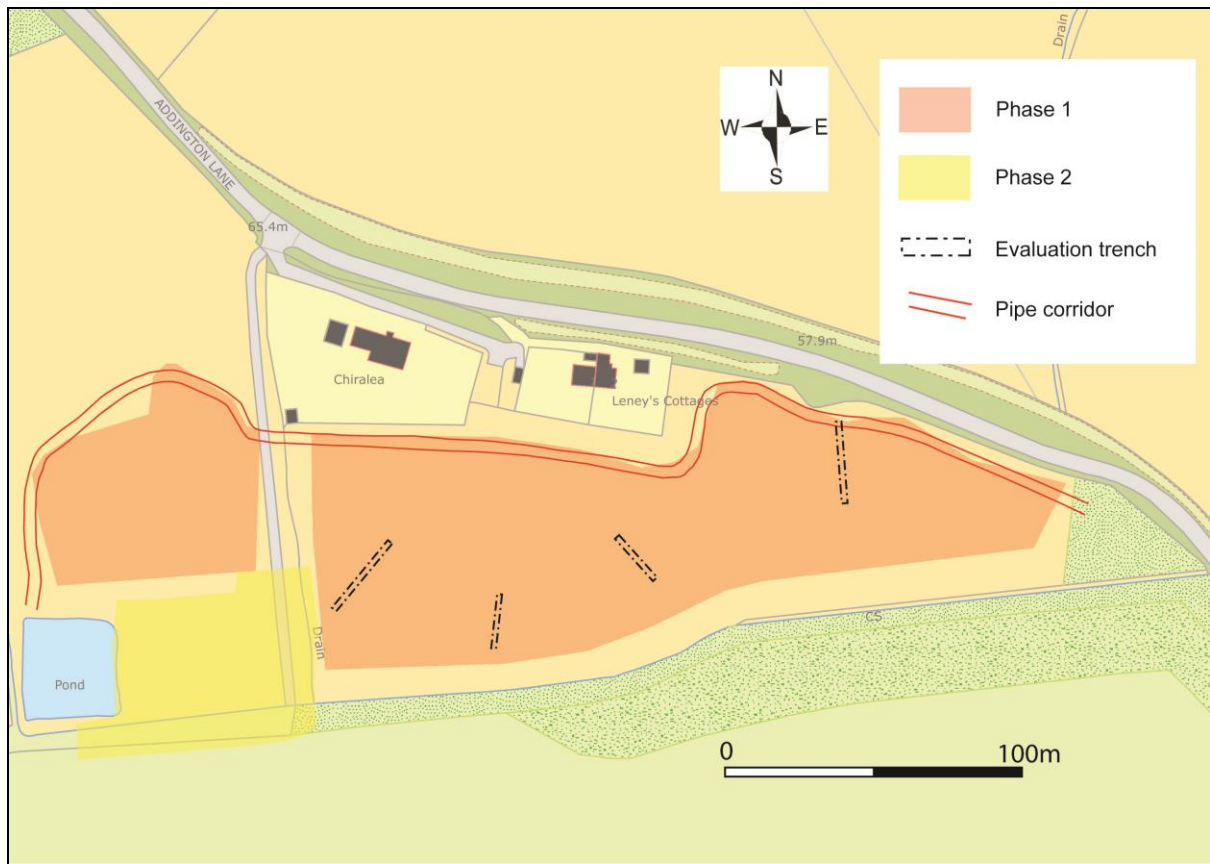 Drain
ADDINGTON LANE
65.4m
N
W E
S
Phase 1
Phase 2
Evaluation trench
Pipe corridor
57.9m
Chiralea
Leney's Cottages
CS
Drain
Pond
0 100m